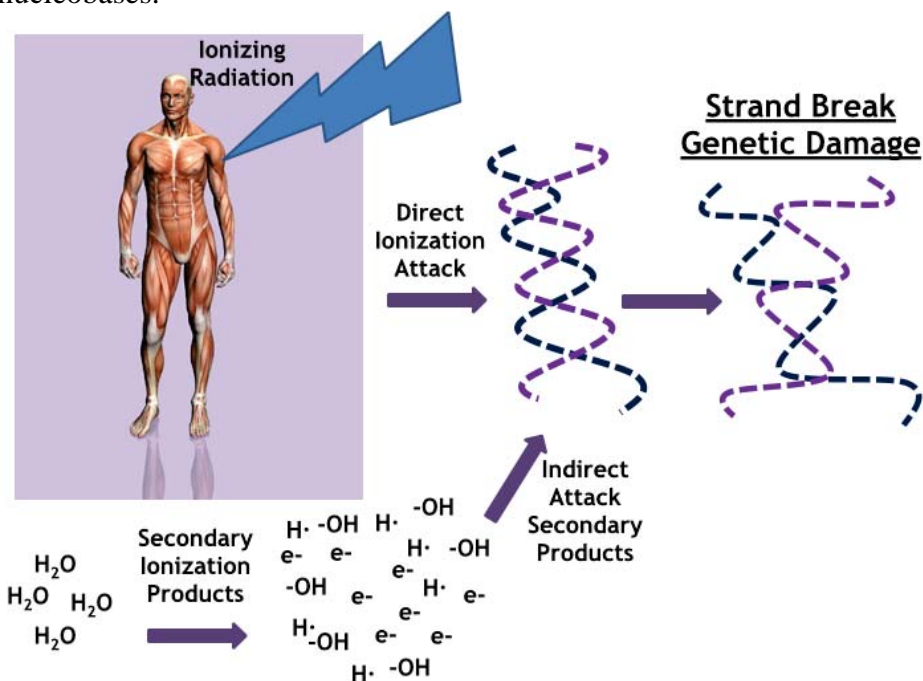 nucleobases.
Ionizing
Radiation
Strand Break
Genetic Damage
Direct
Ionization
Attack
Indirect
Attack
Secondary
Products
Secondary
Ionization
Products
H₂O
H₂O H₂O
H₂O
H· -OH H· -OH
e- e- H· -OH
-OH e- e- H· e-
e-
H· -OH e- e-
H· -OH